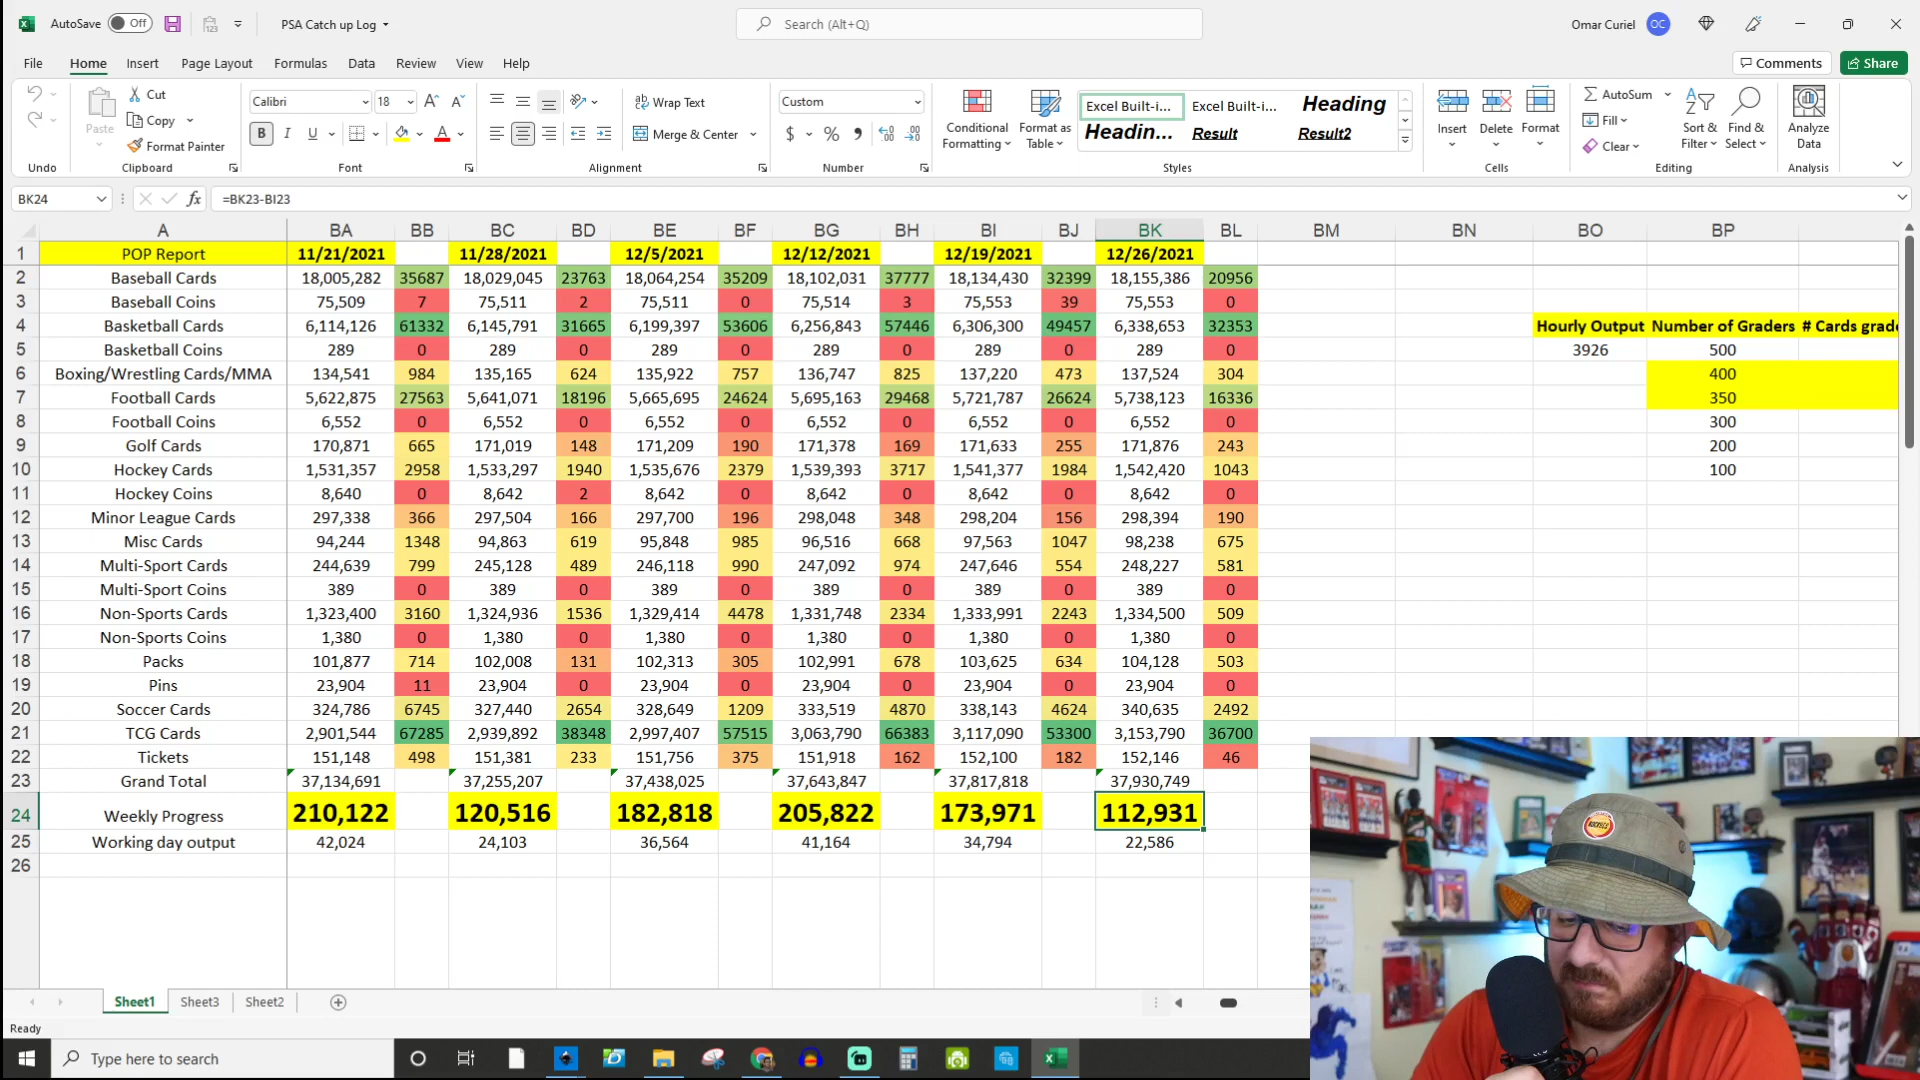 AutoSave Off PSA Catch up Log Search (Alt+Q) Omar Curiel OC
File Home Insert Page Layout Formulas Data Review View Help Comments Share
Cut Calibri 18 Wrap Text Custom Excel Built-i... Excel Built-i... Heading AutoSum
Paste Copy B I U Merge & Center $ % Conditional Formatting Format as Table Headin... Result Result2 Insert Delete Format Fill Sort & Filter Find & Select Analyze Data
Format Painter Clear
Undo Clipboard Font Alignment Number Styles Cells Editing Analysis
BK24 fx =BK23-BI23
A BA BB BC BD BE BF BG BH BI BJ BK BL BM BN BO BP
1 POP Report 11/21/2021 11/28/2021 12/5/2021 12/12/2021 12/19/2021 12/26/2021
2 Baseball Cards 18,005,282 35687 18,029,045 23763 18,064,254 35209 18,102,031 37777 18,134,430 32399 18,155,386 20956
3 Baseball Coins 75,509 7 75,511 2 75,511 0 75,514 3 75,553 39 75,553 0
4 Basketball Cards 6,114,126 61332 6,145,791 31665 6,199,397 53606 6,256,843 57446 6,306,300 49457 6,338,653 32353 Hourly Output Number of Graders # Cards grade
5 Basketball Coins 289 0 289 0 289 0 289 0 289 0 289 0 3926 500
6 Boxing/Wrestling Cards/MMA 134,541 984 135,165 624 135,922 757 136,747 825 137,220 473 137,524 304 400
7 Football Cards 5,622,875 27563 5,641,071 18196 5,665,695 24624 5,695,163 29468 5,721,787 26624 5,738,123 16336 350
8 Football Coins 6,552 0 6,552 0 6,552 0 6,552 0 6,552 0 6,552 0 300
9 Golf Cards 170,871 665 171,019 148 171,209 190 171,378 169 171,633 255 171,876 243 200
10 Hockey Cards 1,531,357 2958 1,533,297 1940 1,535,676 2379 1,539,393 3717 1,541,377 1984 1,542,420 1043 100
11 Hockey Coins 8,640 0 8,642 2 8,642 0 8,642 0 8,642 0 8,642 0
12 Minor League Cards 297,338 366 297,504 166 297,700 196 298,048 348 298,204 156 298,394 190
13 Misc Cards 94,244 1348 94,863 619 95,848 985 96,516 668 97,563 1047 98,238 675
14 Multi-Sport Cards 244,639 799 245,128 489 246,118 990 247,092 974 247,646 554 248,227 581
15 Multi-Sport Coins 389 0 389 0 389 0 389 0 389 0 389 0
16 Non-Sports Cards 1,323,400 3160 1,324,936 1536 1,329,414 4478 1,331,748 2334 1,333,991 2243 1,334,500 509
17 Non-Sports Coins 1,380 0 1,380 0 1,380 0 1,380 0 1,380 0 1,380 0
18 Packs 101,877 714 102,008 131 102,313 305 102,991 678 103,625 634 104,128 503
19 Pins 23,904 11 23,904 0 23,904 0 23,904 0 23,904 0 23,904 0
20 Soccer Cards 324,786 6745 327,440 2654 328,649 1209 333,519 4870 338,143 4624 340,635 2492
21 TCG Cards 2,901,544 67285 2,939,892 38348 2,997,407 57515 3,063,790 66383 3,117,090 53300 3,153,790 36700
22 Tickets 151,148 498 151,381 233 151,756 375 151,918 162 152,100 182 152,146 46
23 Grand Total 37,134,691 37,255,207 37,438,025 37,643,847 37,817,818 37,930,749
24 Weekly Progress 210,122 120,516 182,818 205,822 173,971 112,931
25 Working day output 42,024 24,103 36,564 41,164 34,794 22,586
26
Sheet1 Sheet3 Sheet2
Ready
Type here to search